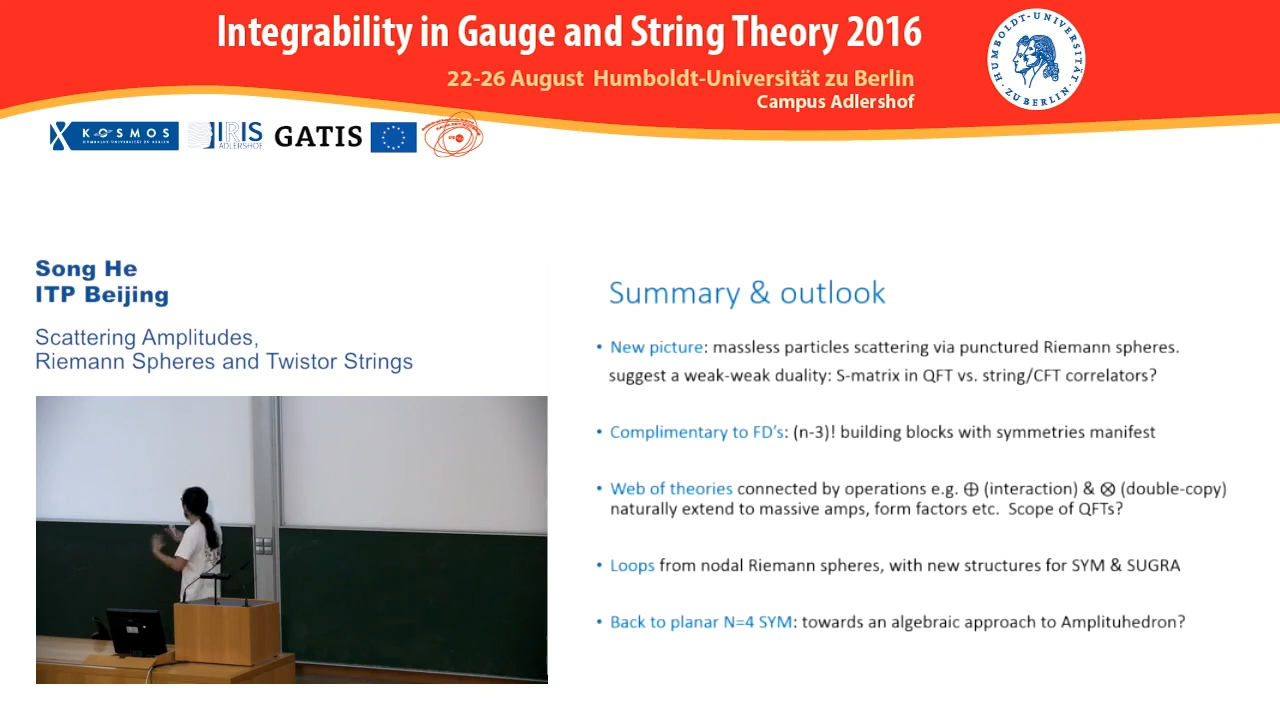 Integrability in Gauge and String Theory 2016
22-26 August Humboldt-Universität zu Berlin
Campus Adlershof
HUMBOLDT-UNIVERSITÄT ZU BERLIN
KOSMOS
HUMBOLDT-UNIVERSITÄT ZU BERLIN
IRIS
ADLERSHOF
GATIS
Song He
ITP Beijing
Scattering Amplitudes,
Riemann Spheres and Twistor Strings
Summary & outlook
• New picture: massless particles scattering via punctured Riemann spheres.
suggest a weak-weak duality: S-matrix in QFT vs. string/CFT correlators?
• Complimentary to FD's: (n-3)! building blocks with symmetries manifest
• Web of theories connected by operations e.g. ⊕ (interaction) & ⊗ (double-copy)
naturally extend to massive amps, form factors etc. Scope of QFTs?
• Loops from nodal Riemann spheres, with new structures for SYM & SUGRA
• Back to planar N=4 SYM: towards an algebraic approach to Amplituhedron?